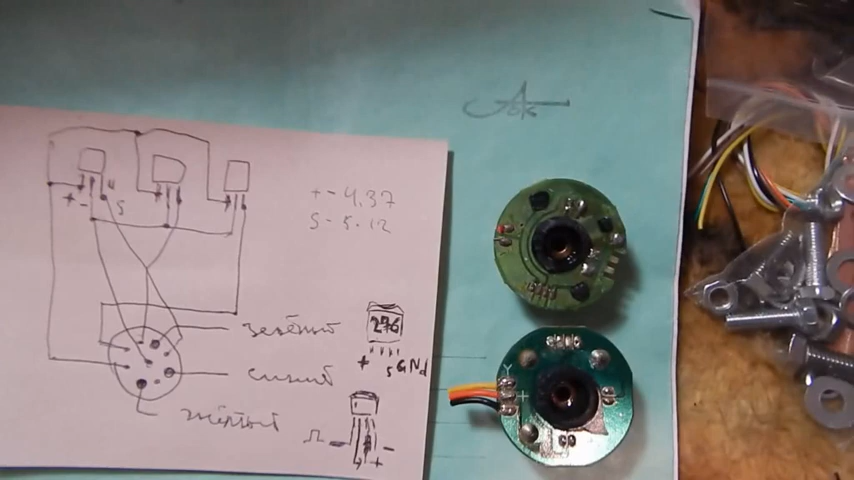 + - 4.37
S - 5.12
+ - S
зелёный
276
+ S GNd
синий
жёлтый
- +